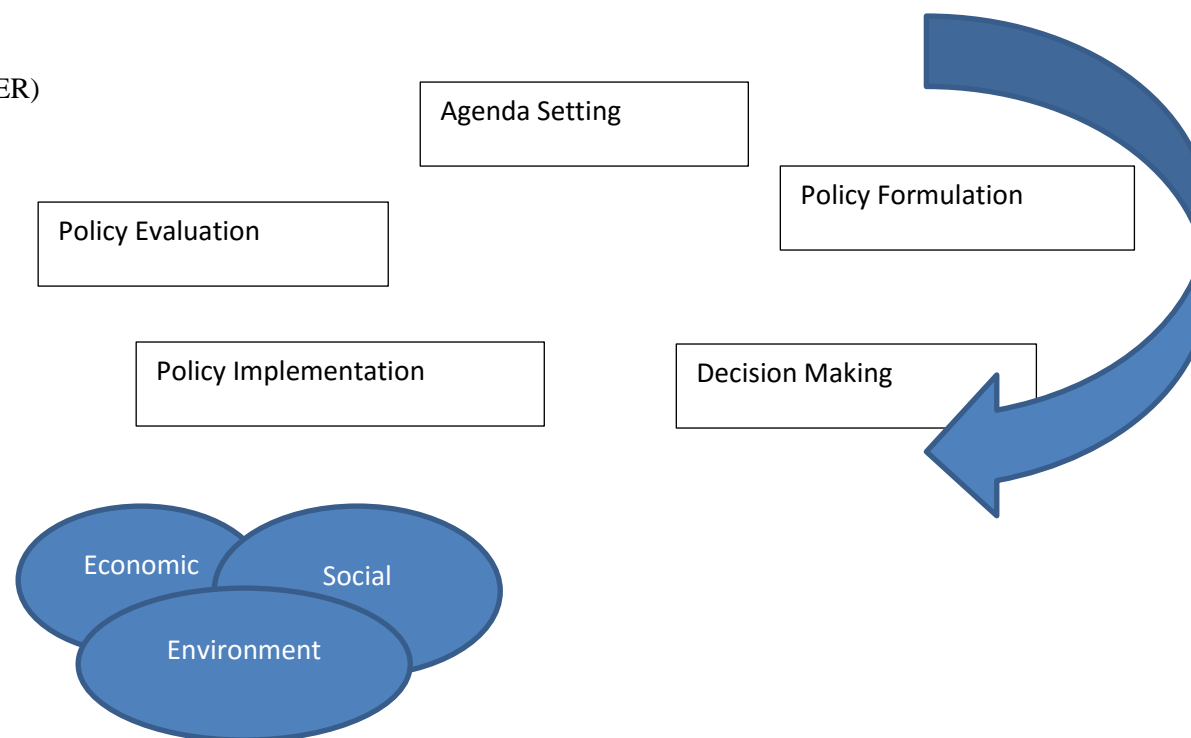 ER)
Agenda Setting
Policy Formulation
Policy Evaluation
Policy Implementation
Decision Making
Economic
Social
Environment